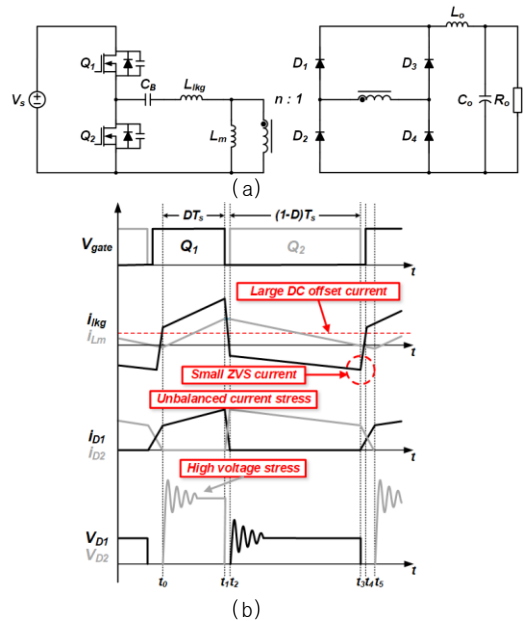 Q1
D1
D3
Lo
CB
Llkg
n : 1
Vs
Q2
Lm
D2
D4
Co
Ro
(a)
DTs
(1-D)Ts
Vgate
Q1
Q2
t
Large DC offset current
ilkg
iLm
t
Small ZVS current
Unbalanced current stress
iD1
iD2
t
High voltage stress
VD1
VD2
t0
t1
t2
t3
t4
t5
t
(b)